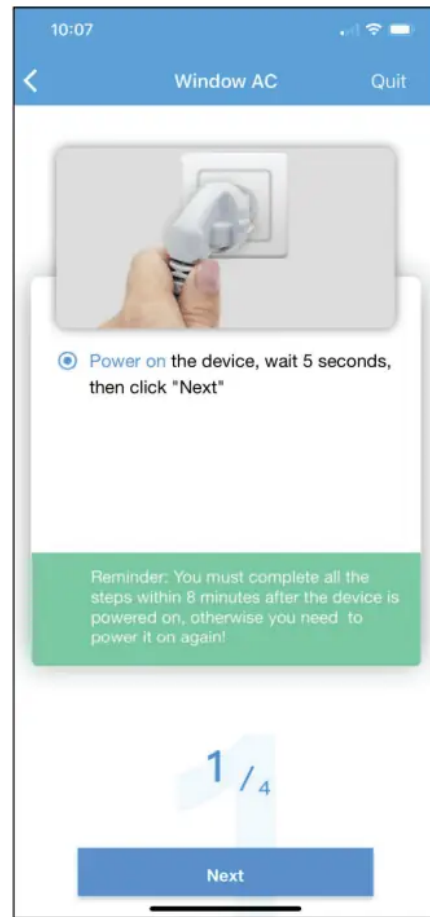 10:07
Window AC
Quit
Power on the device, wait 5 seconds,
then click "Next"
Reminder: You must complete all the
steps within 8 minutes after the device is
powered on, otherwise you need to
power it on again!
1 / 4
Next